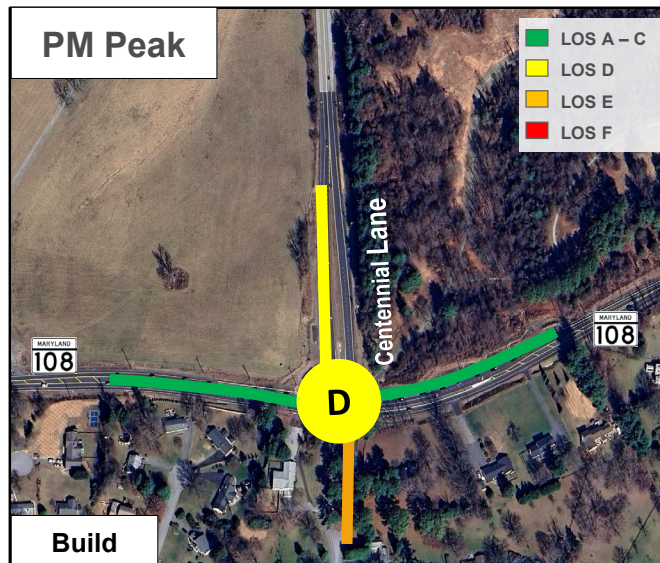 PM Peak
LOS A – C
LOS D
LOS E
LOS F
Centennial Lane
MARYLAND
108
MARYLAND
108
D
Build